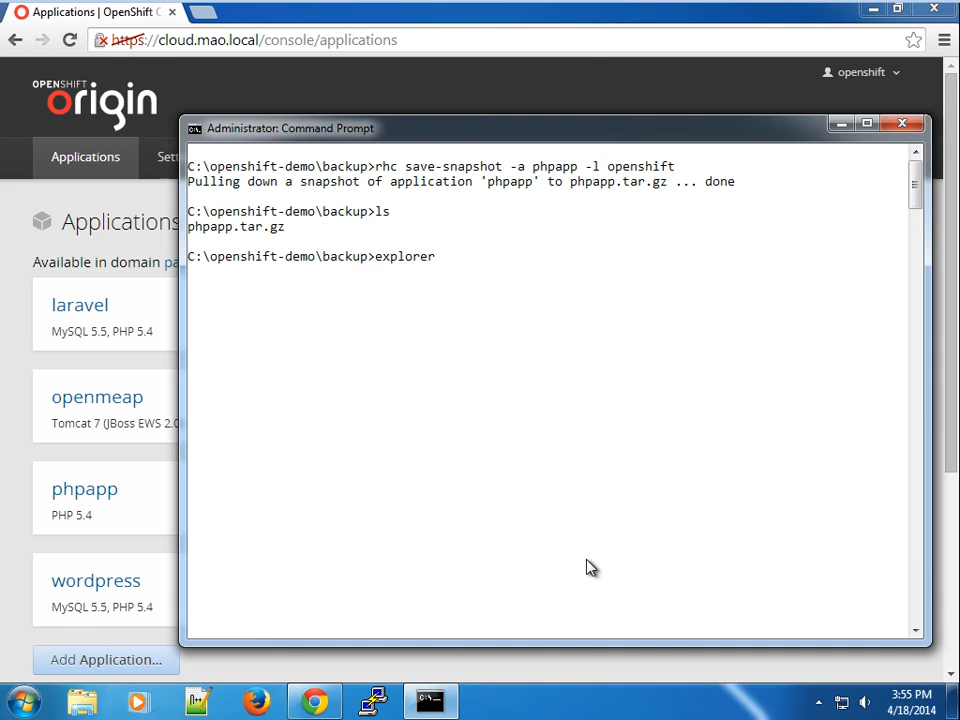 Applications | OpenShift O
https://cloud.mao.local/console/applications
OPENSHIFT
origin
openshift
Applications
Sett
Administrator: Command Prompt
C:\openshift-demo\backup>rhc save-snapshot -a phpapp -l openshift
Pulling down a snapshot of application 'phpapp' to phpapp.tar.gz ... done
C:\openshift-demo\backup>ls
phpapp.tar.gz
C:\openshift-demo\backup>explorer
Applications
Available in domain pa
laravel
MySQL 5.5, PHP 5.4
openmeap
Tomcat 7 (JBoss EWS 2.0
phpapp
PHP 5.4
wordpress
MySQL 5.5, PHP 5.4
Add Application...
3:55 PM
4/18/2014